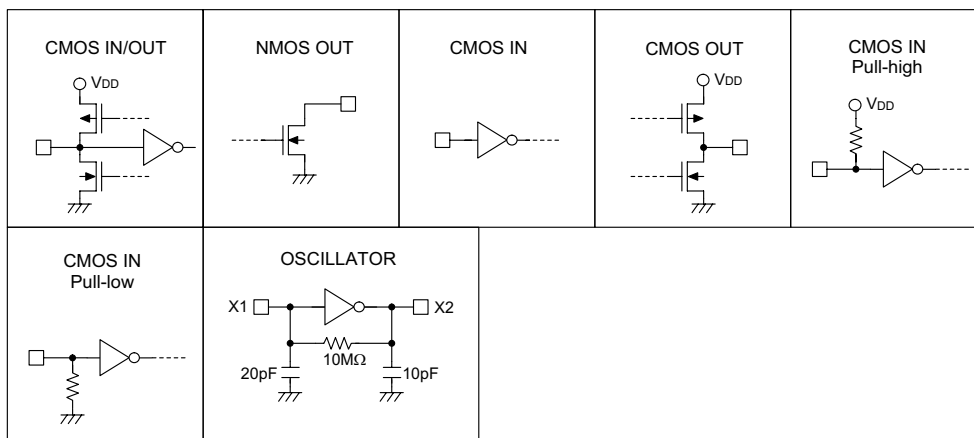 CMOS IN/OUT
VDD
NMOS OUT
CMOS IN
CMOS OUT
VDD
CMOS IN
Pull-high
VDD
CMOS IN
Pull-low
OSCILLATOR
X1
X2
10MΩ
20pF
10pF